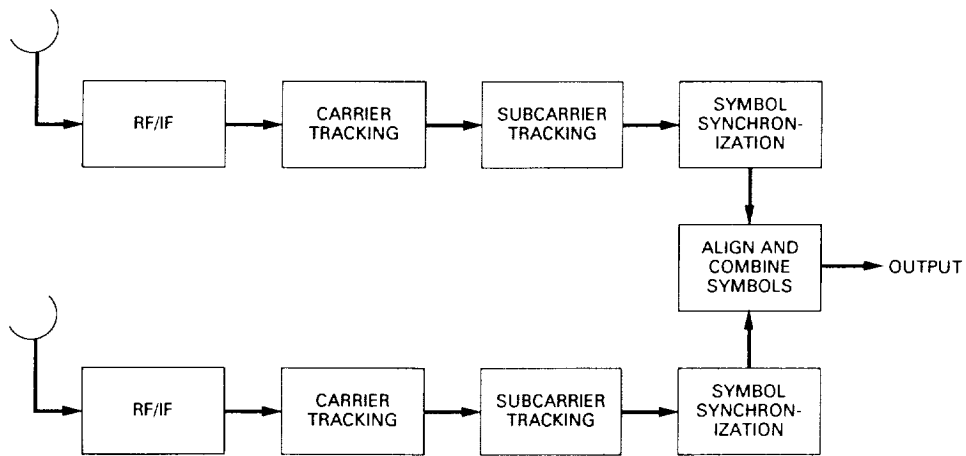 RF/IF
CARRIER
TRACKING
SUBCARRIER
TRACKING
SYMBOL
SYNCHRON-
IZATION
ALIGN AND
COMBINE
SYMBOLS
OUTPUT
RF/IF
CARRIER
TRACKING
SUBCARRIER
TRACKING
SYMBOL
SYNCHRON-
IZATION